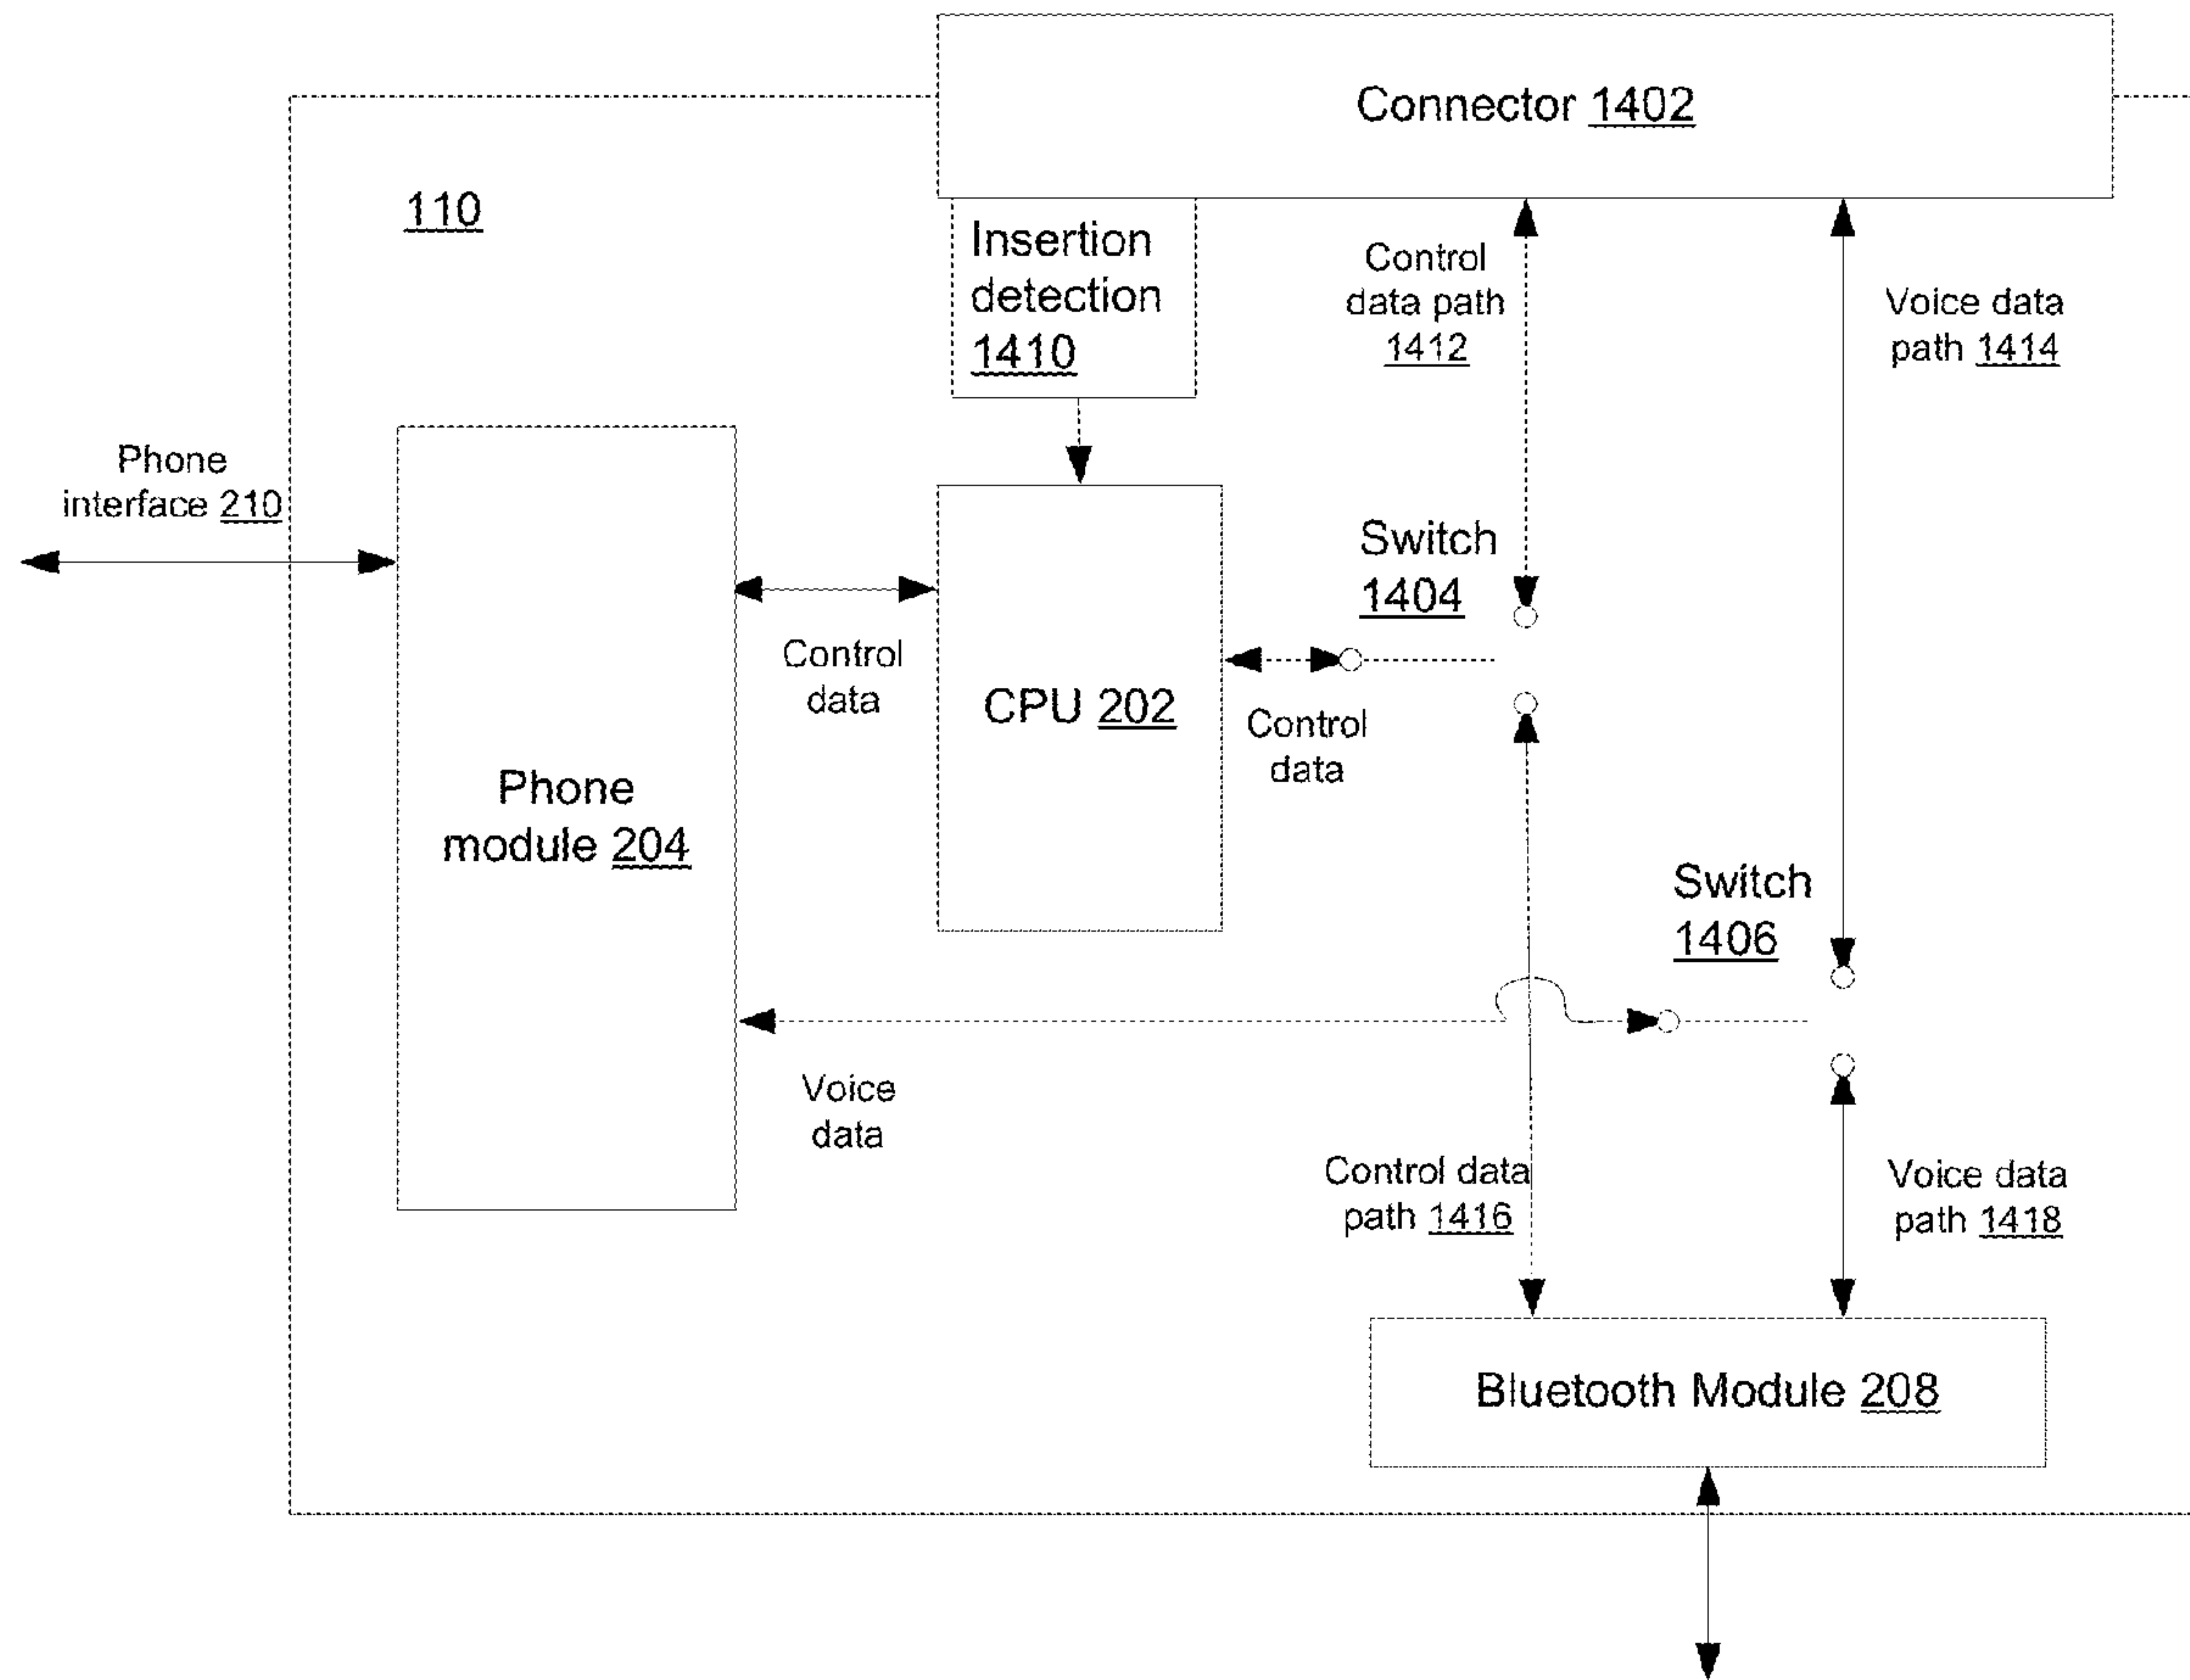 Connector 1402
110
Insertion
detection
1410
Control
data path
1412
Voice data
path 1414
Phone
interface 210
Switch
1404
Control
data
CPU 202
Control
data
Phone
module 204
Switch
1406
Voice
data
Control data
path 1416
Voice data
path 1418
Bluetooth Module 208